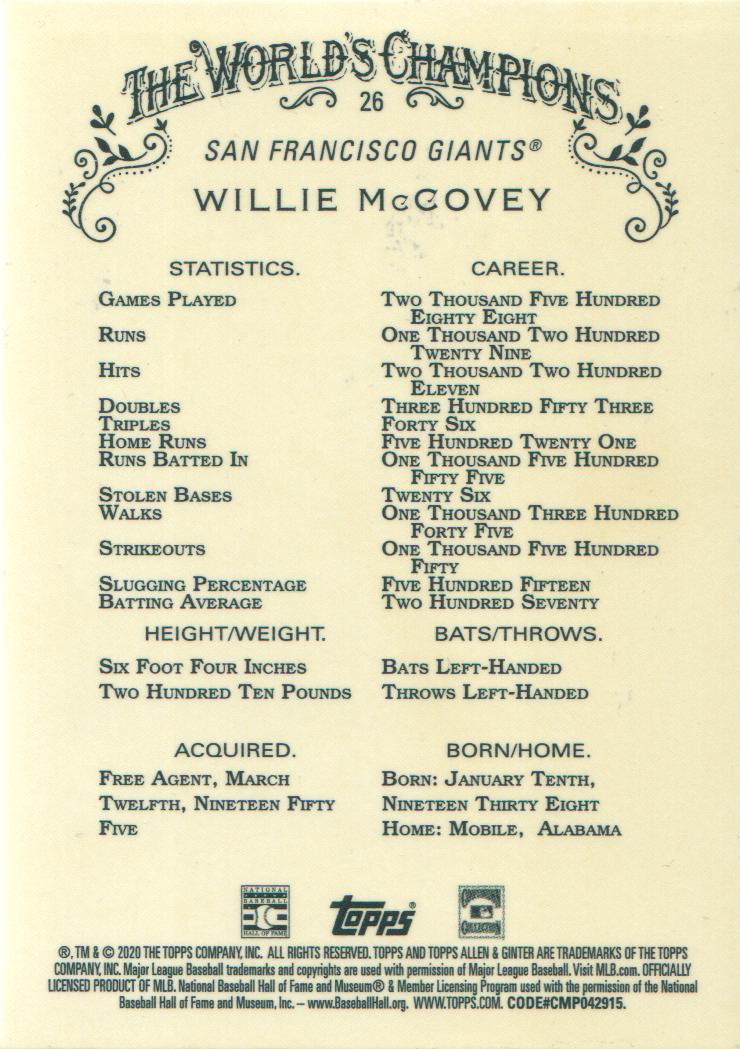 THE WORLD'S CHAMPIONS
26
SAN FRANCISCO GIANTS®
WILLIE McCOVEY
STATISTICS. CAREER.
GAMES PLAYED TWO THOUSAND FIVE HUNDRED
EIGHTY EIGHT
RUNS ONE THOUSAND TWO HUNDRED
TWENTY NINE
HITS TWO THOUSAND TWO HUNDRED
ELEVEN
DOUBLES THREE HUNDRED FIFTY THREE
TRIPLES FORTY SIX
HOME RUNS FIVE HUNDRED TWENTY ONE
RUNS BATTED IN ONE THOUSAND FIVE HUNDRED
FIFTY FIVE
STOLEN BASES TWENTY SIX
WALKS ONE THOUSAND THREE HUNDRED
FORTY FIVE
STRIKEOUTS ONE THOUSAND FIVE HUNDRED
FIFTY
SLUGGING PERCENTAGE FIVE HUNDRED FIFTEEN
BATTING AVERAGE TWO HUNDRED SEVENTY
HEIGHT/WEIGHT. BATS/THROWS.
SIX FOOT FOUR INCHES BATS LEFT-HANDED
TWO HUNDRED TEN POUNDS THROWS LEFT-HANDED
ACQUIRED. BORN/HOME.
FREE AGENT, MARCH BORN: JANUARY TENTH,
TWELFTH, NINETEEN FIFTY NINETEEN THIRTY EIGHT
FIVE HOME: MOBILE, ALABAMA
NATIONAL
BASEBALL
HALL OF FAME
Topps®
COOPERSTOWN
COLLECTION
®, TM & © 2020 THE TOPPS COMPANY, INC. ALL RIGHTS RESERVED. TOPPS AND TOPPS ALLEN & GINTER ARE TRADEMARKS OF THE TOPPS
COMPANY, INC. Major League Baseball trademarks and copyrights are used with permission of Major League Baseball. Visit MLB.com. OFFICIALLY
LICENSED PRODUCT OF MLB. National Baseball Hall of Fame and Museum® & Member Licensing Program used with the permission of the National
Baseball Hall of Fame and Museum, Inc. – www.BaseballHall.org. WWW.TOPPS.COM. CODE#CMP042915.